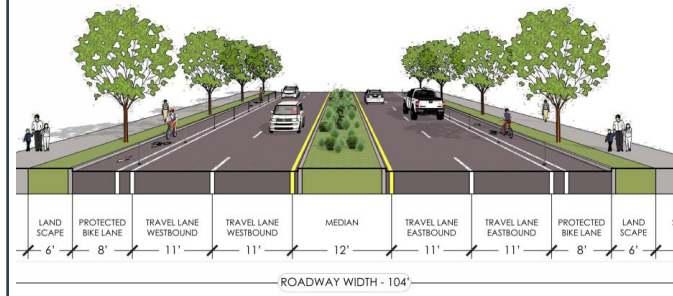 LAND
SCAPE
6'
PROTECTED
BIKE LANE
8'
TRAVEL LANE
WESTBOUND
11'
TRAVEL LANE
WESTBOUND
11'
MEDIAN
12'
TRAVEL LANE
EASTBOUND
11'
TRAVEL LANE
EASTBOUND
11'
PROTECTED
BIKE LANE
8'
LAND
SCAPE
6'
ROADWAY WIDTH - 104'